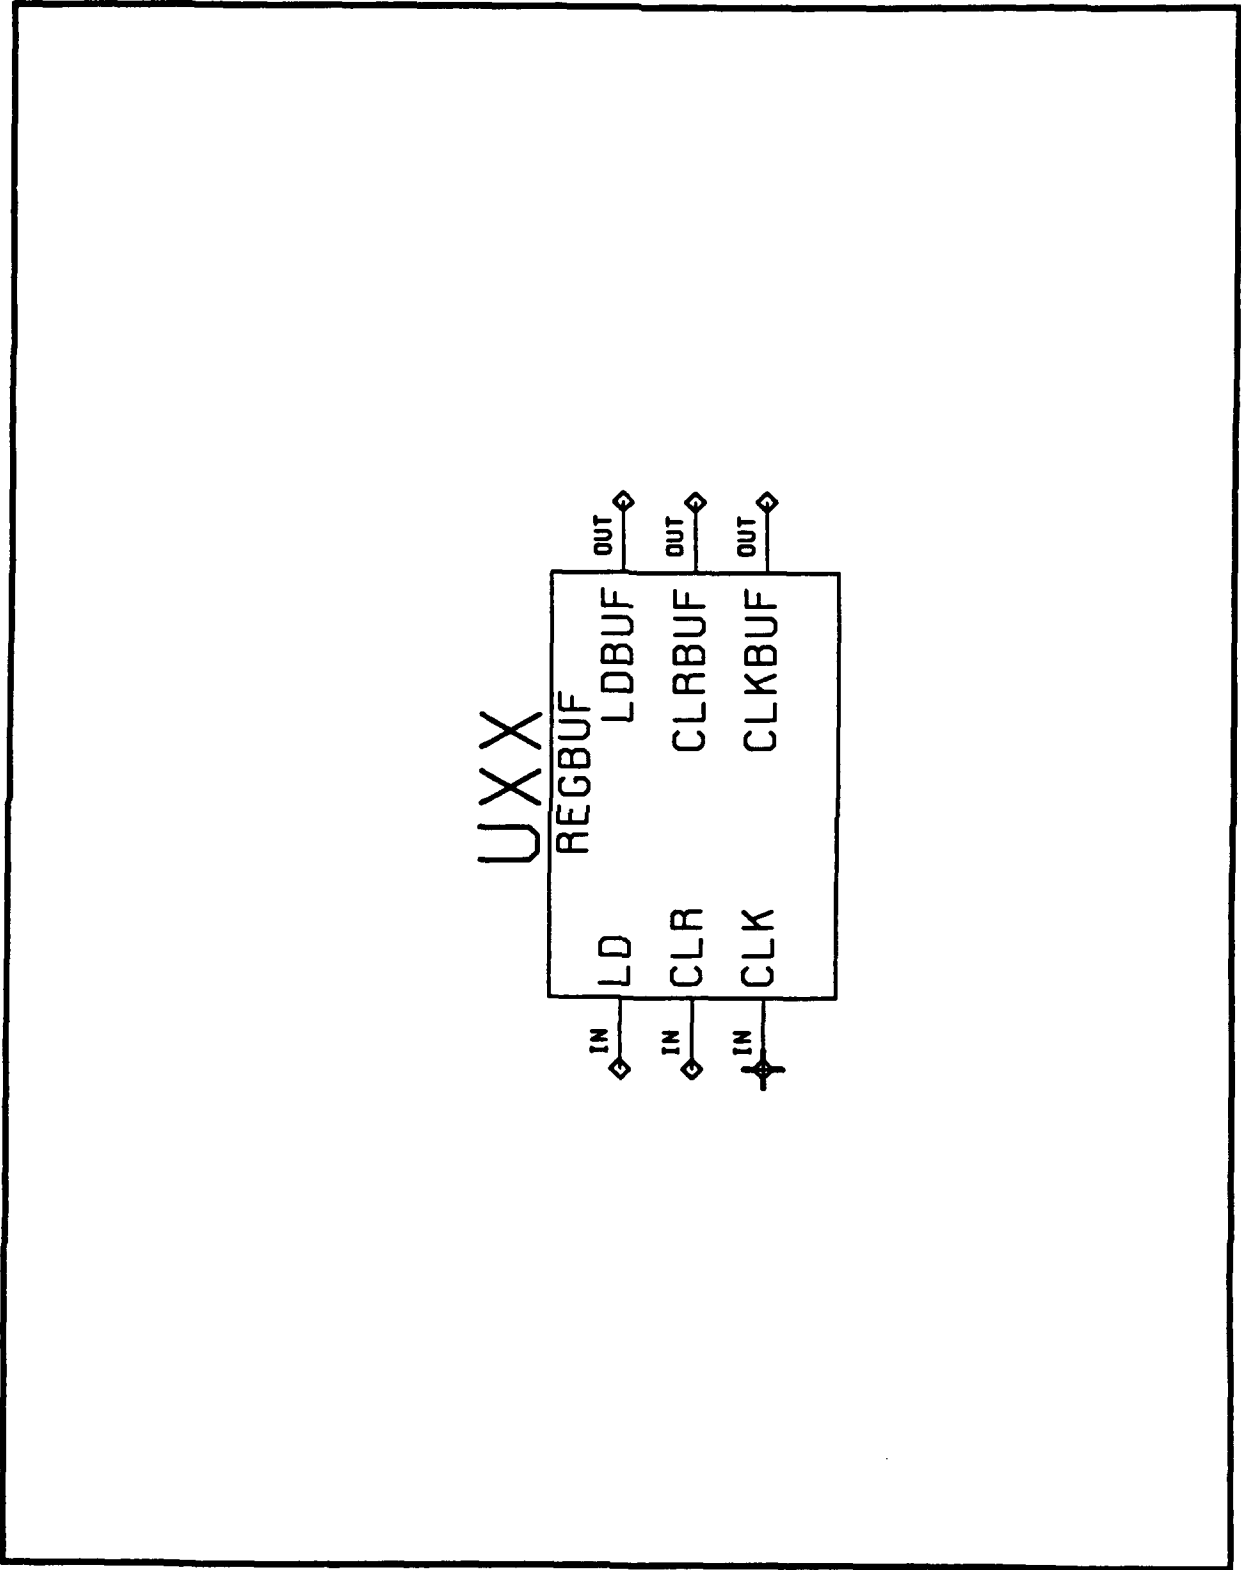 UXX
REGBUF
IN LD LDBUF OUT
IN CLR CLRBUF OUT
IN CLK CLKBUF OUT